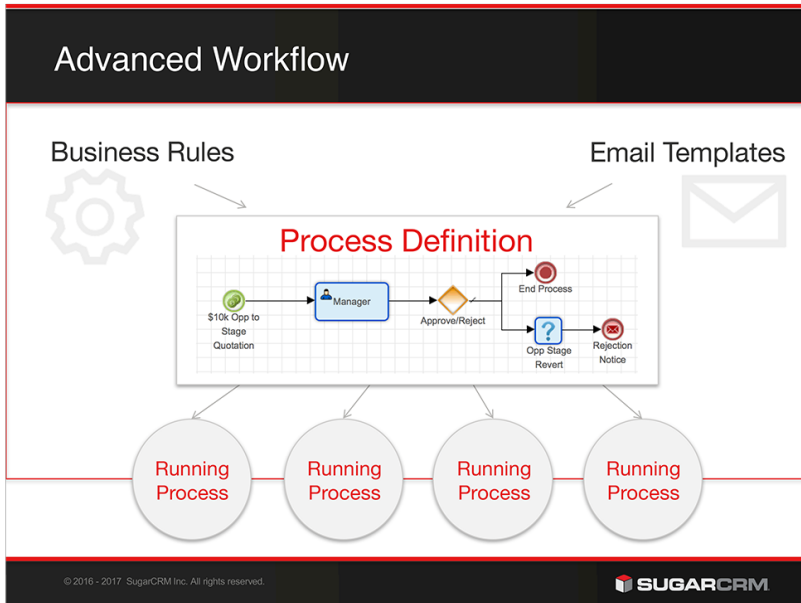 Advanced Workflow
Business Rules
Email Templates
Process Definition
$10k Opp to
Stage
Quotation
Manager
Approve/Reject
End Process
?
Opp Stage
Revert
Rejection
Notice
Running
Process
Running
Process
Running
Process
Running
Process
© 2016 - 2017 SugarCRM Inc. All rights reserved.
SUGARCRM